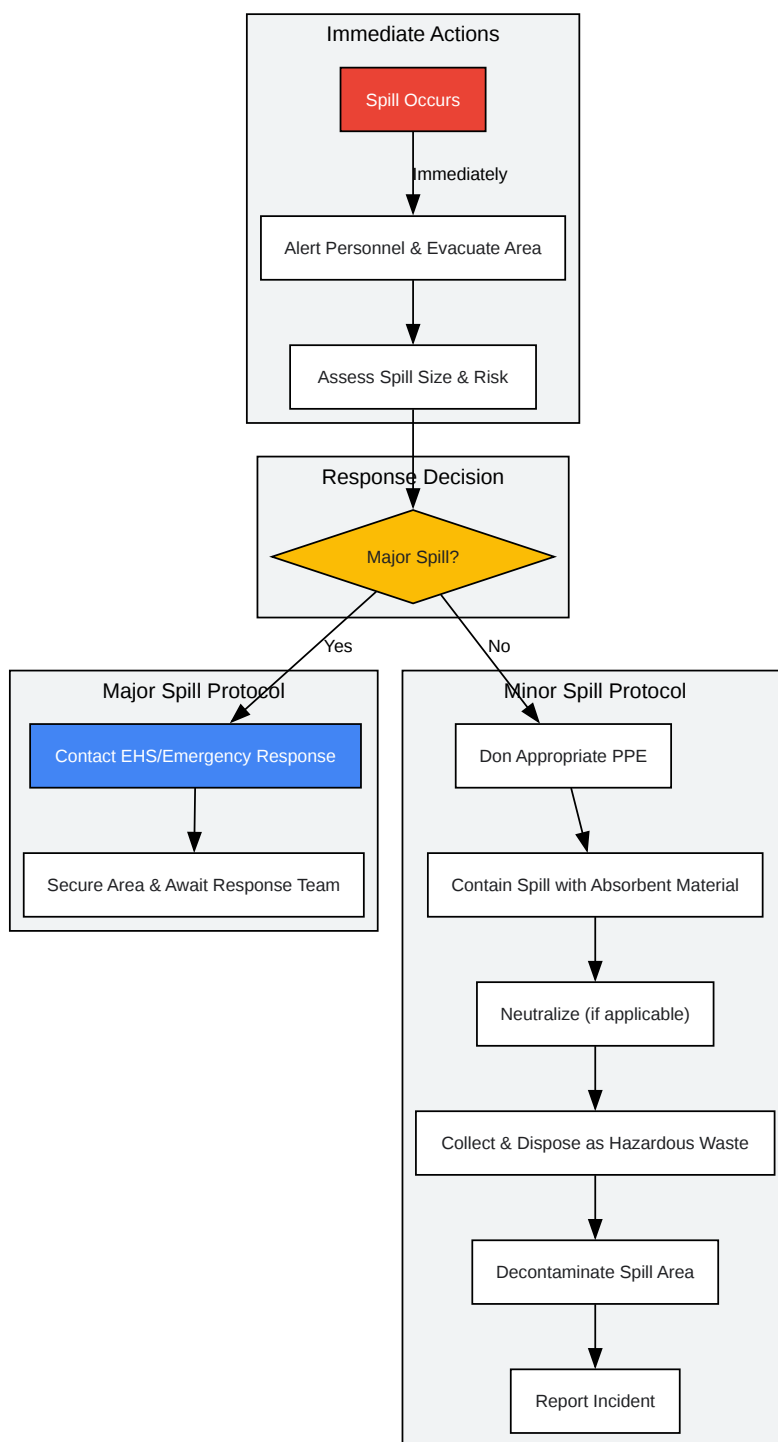 Immediate Actions
Spill Occurs
Immediately
Alert Personnel & Evacuate Area
Assess Spill Size & Risk
Response Decision
Major Spill?
Yes
No
Major Spill Protocol
Contact EHS/Emergency Response
Secure Area & Await Response Team
Minor Spill Protocol
Don Appropriate PPE
Contain Spill with Absorbent Material
Neutralize (if applicable)
Collect & Dispose as Hazardous Waste
Decontaminate Spill Area
Report Incident